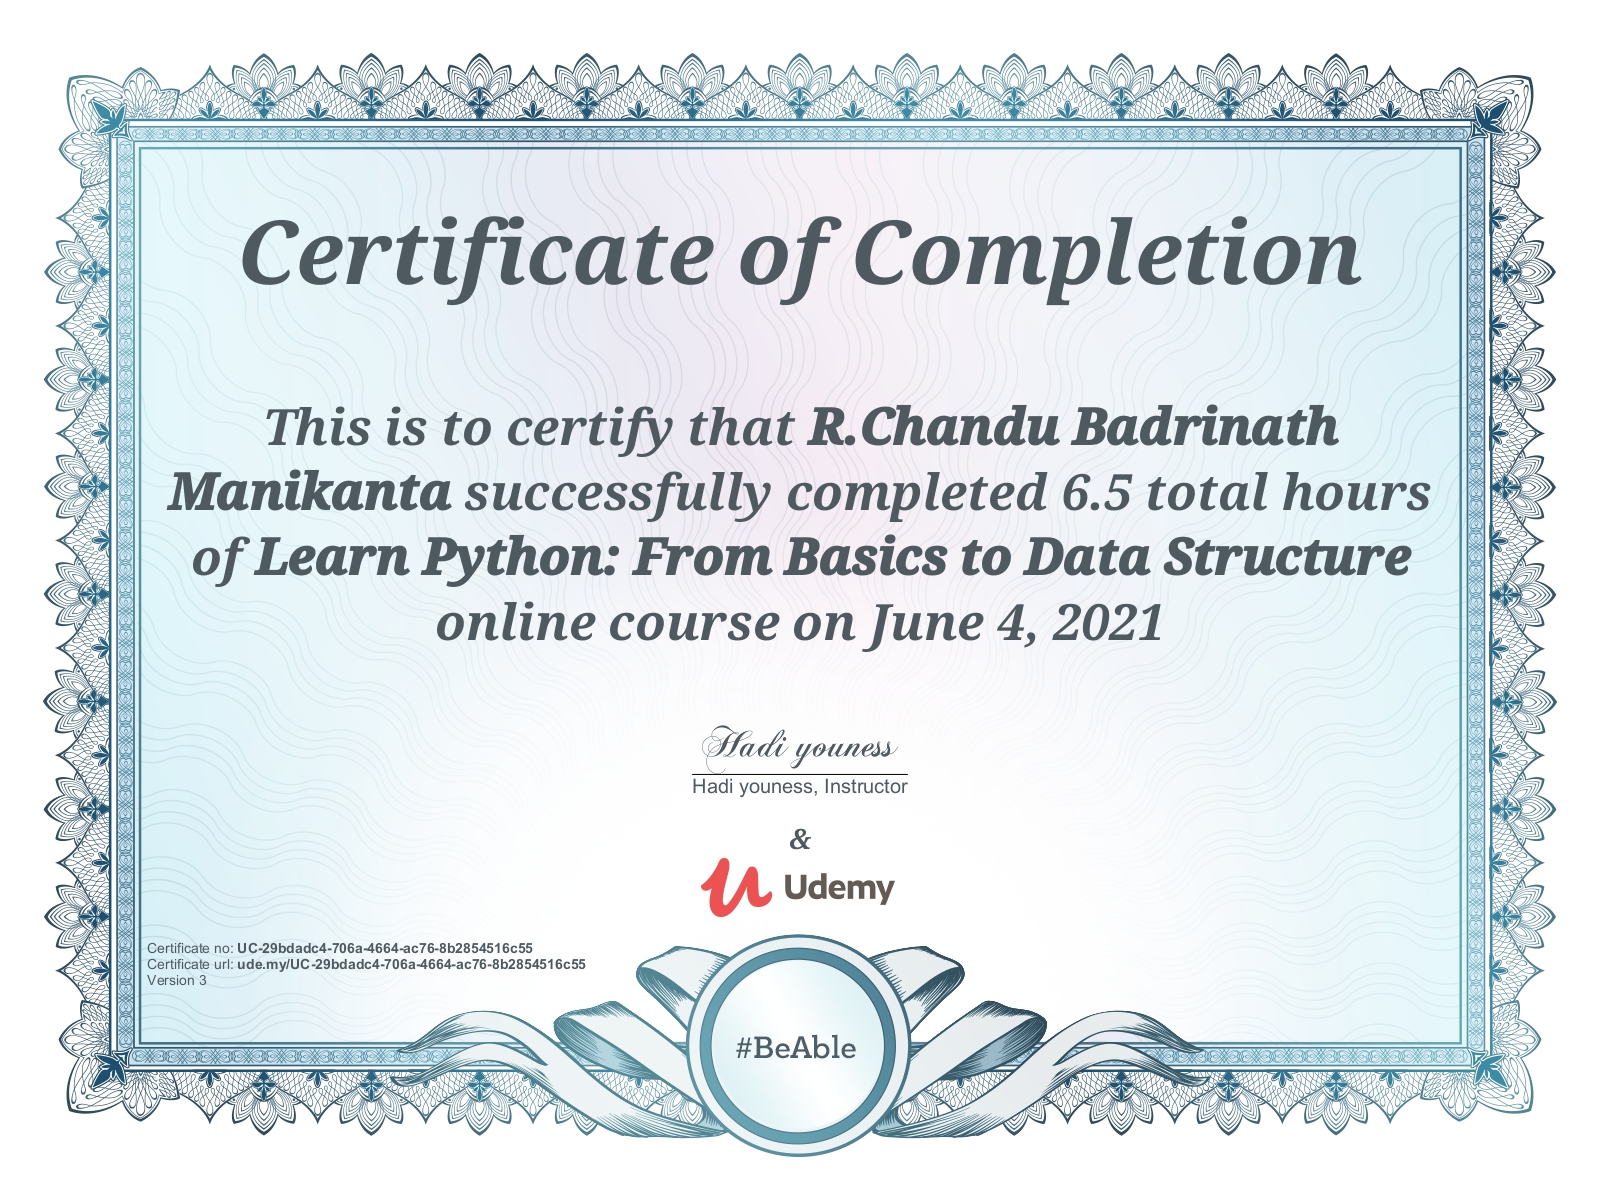 Certificate of Completion
This is to certify that R.Chandu Badrinath
Manikanta successfully completed 6.5 total hours
of Learn Python: From Basics to Data Structure
online course on June 4, 2021
Hadi youness
Hadi youness, Instructor
&
Udemy
Certificate no: UC-29bdadc4-706a-4664-ac76-8b2854516c55
Certificate url: ude.my/UC-29bdadc4-706a-4664-ac76-8b2854516c55
Version 3
#BeAble